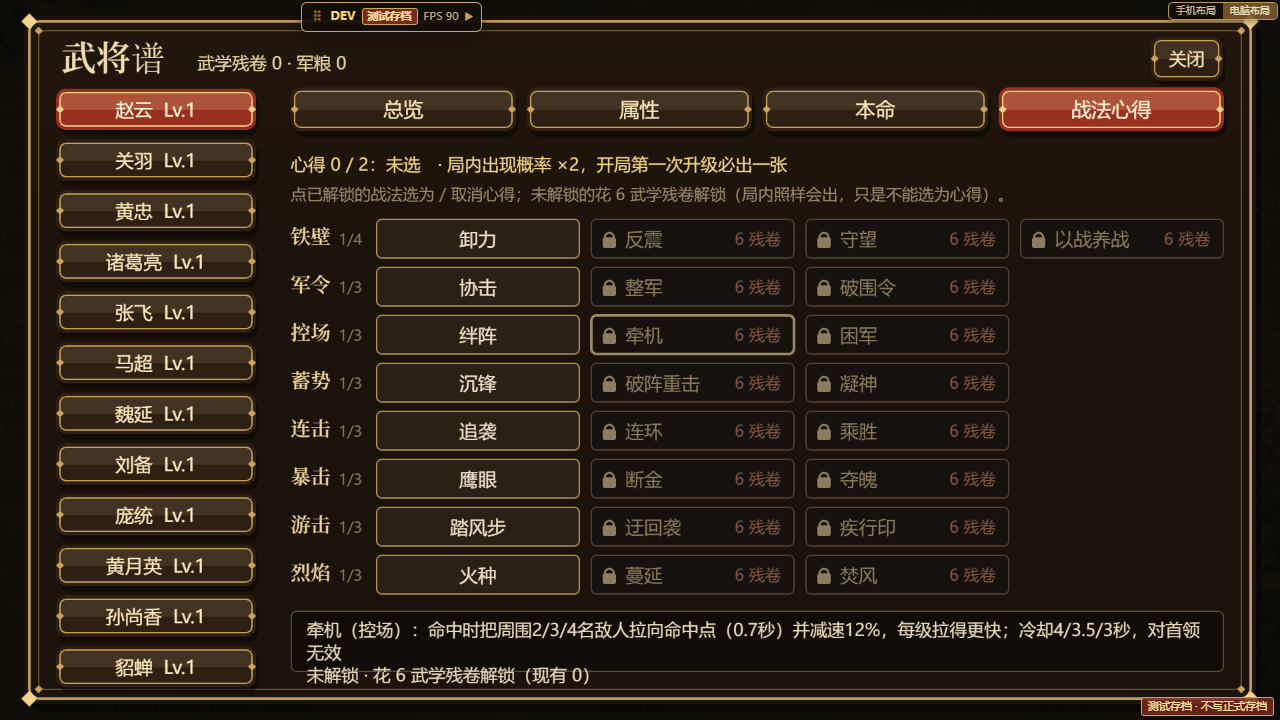 DEV 测试存档 FPS 90
手机布局 电脑布局
武将谱 武学残卷 0 · 军粮 0
关闭
赵云 Lv.1
关羽 Lv.1
黄忠 Lv.1
诸葛亮 Lv.1
张飞 Lv.1
马超 Lv.1
魏延 Lv.1
刘备 Lv.1
庞统 Lv.1
黄月英 Lv.1
孙尚香 Lv.1
貂蝉 Lv.1
总览 属性 本命 战法心得
心得 0 / 2：未选 · 局内出现概率 ×2，开局第一次升级必出一张
点已解锁的战法选为 / 取消心得；未解锁的花 6 武学残卷解锁（局内照样会出，只是不能选为心得）。
铁壁 1/4 卸力 反震 6 残卷 守望 6 残卷 以战养战 6 残卷
军令 1/3 协击 整军 6 残卷 破围令 6 残卷
控场 1/3 绊阵 牵机 6 残卷 困军 6 残卷
蓄势 1/3 沉锋 破阵重击 6 残卷 凝神 6 残卷
连击 1/3 追袭 连环 6 残卷 乘胜 6 残卷
暴击 1/3 鹰眼 断金 6 残卷 夺魄 6 残卷
游击 1/3 踏风步 迂回袭 6 残卷 疾行印 6 残卷
烈焰 1/3 火种 蔓延 6 残卷 焚风 6 残卷
牵机（控场）：命中时把周围2/3/4名敌人拉向命中点（0.7秒）并减速12%，每级拉得更快；冷却4/3.5/3秒，对首领
无效
未解锁 · 花 6 武学残卷解锁（现有 0）
测试存档 · 不写正式存档